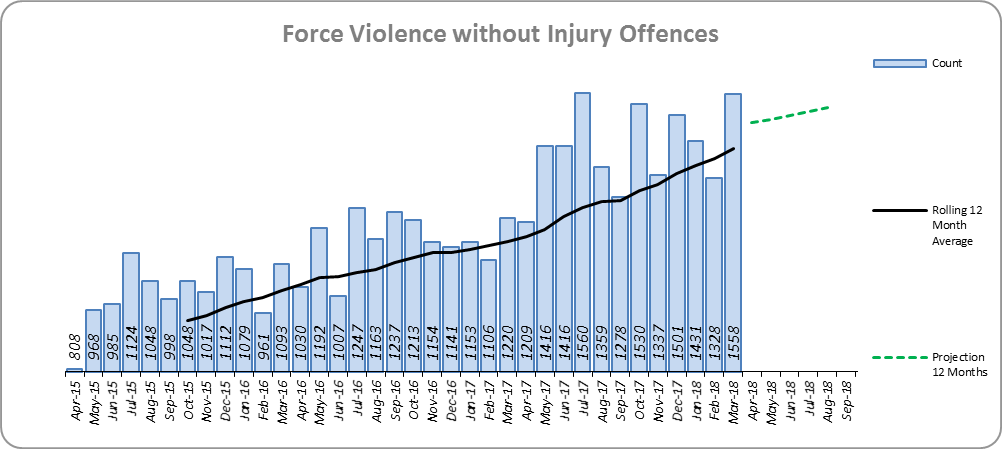 Force Violence without Injury Offences
Count
Rolling 12
Month
Average
Projection
12 Months
808
968
985
1124
1048
998
1048
1017
1112
1079
961
1093
1030
1192
1007
1247
1163
1237
1213
1154
1141
1153
1106
1220
1209
1416
1416
1560
1359
1278
1530
1337
1501
1431
1328
1558
Apr-15
May-15
Jun-15
Jul-15
Aug-15
Sep-15
Oct-15
Nov-15
Dec-15
Jan-16
Feb-16
Mar-16
Apr-16
May-16
Jun-16
Jul-16
Aug-16
Sep-16
Oct-16
Nov-16
Dec-16
Jan-17
Feb-17
Mar-17
Apr-17
May-17
Jun-17
Jul-17
Aug-17
Sep-17
Oct-17
Nov-17
Dec-17
Jan-18
Feb-18
Mar-18
Apr-18
May-18
Jun-18
Jul-18
Aug-18
Sep-18